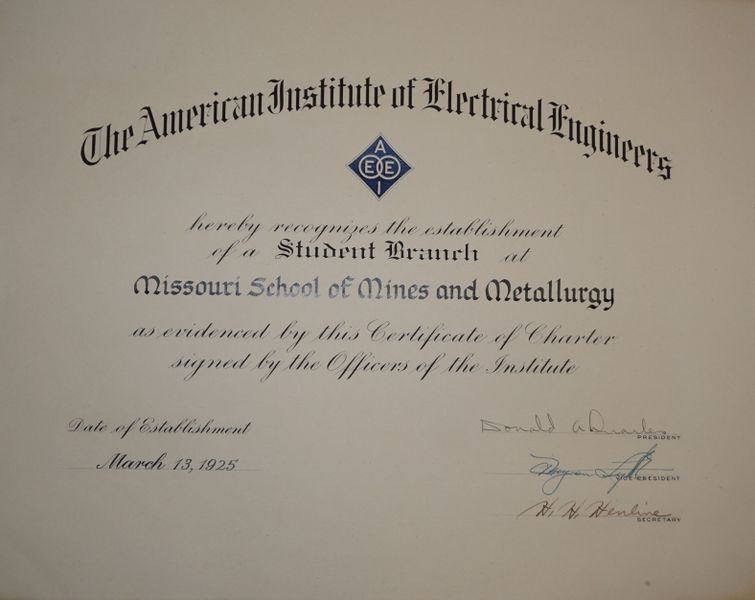 The American Institute of Electrical Engineers
A
E E
I
hereby recognizes the establishment
of a Student Branch at
Missouri School of Mines and Metallurgy
as evidenced by this Certificate of Charter
signed by the Officers of the Institute
Date of Establishment
March 13, 1925
Donald A Quarles
PRESIDENT
VICE-PRESIDENT
H. H. Henline
SECRETARY